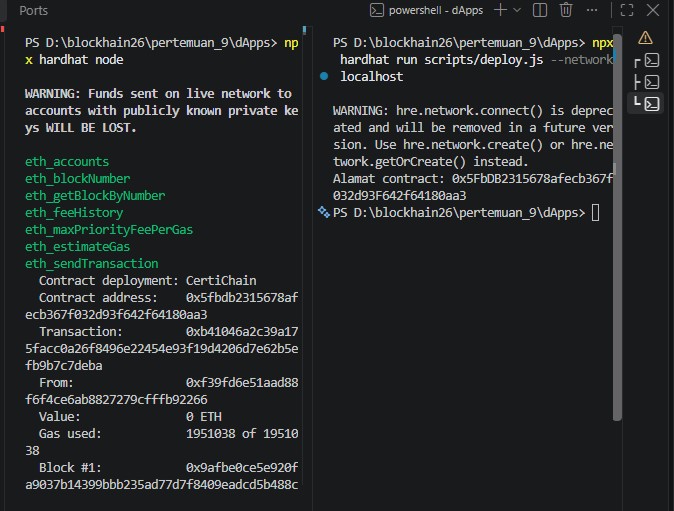 Ports
powershell - dApps
PS D:\blockhain26\pertemuan_9\dApps> np
x hardhat node
WARNING: Funds sent on live network to
accounts with publicly known private ke
ys WILL BE LOST.
eth_accounts
eth_blockNumber
eth_getBlockByNumber
eth_feeHistory
eth_maxPriorityFeePerGas
eth_estimateGas
eth_sendTransaction
Contract deployment: CertiChain
Contract address: 0x5fbdb2315678af
ecb367f032d93f642f64180aa3
Transaction: 0xb41046a2c39a17
5facc0a26f8496e22454e93f19d4206d7e62b5e
fb9b7c7deba
From: 0xf39fd6e51aad88
f6f4ce6ab8827279cfffb92266
Value: 0 ETH
Gas used: 1951038 of 19510
38
Block #1: 0x9afbe0ce5e920f
a9037b14399bbb235ad77d7f8409eadcd5b488c
PS D:\blockhain26\pertemuan_9\dApps> npx
hardhat run scripts/deploy.js --network
localhost
WARNING: hre.network.connect() is deprec
ated and will be removed in a future ver
sion. Use hre.network.create() or hre.ne
twork.getOrCreate() instead.
Alamat contract: 0x5FbDB2315678afecb367f
032d93F642f64180aa3
PS D:\blockhain26\pertemuan_9\dApps>